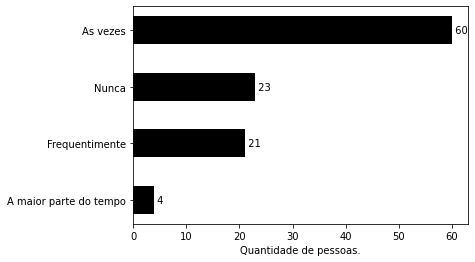 As vezes
60
Nunca
23
Frequentimente
21
A maior parte do tempo
4
0 10 20 30 40 50 60
Quantidade de pessoas.